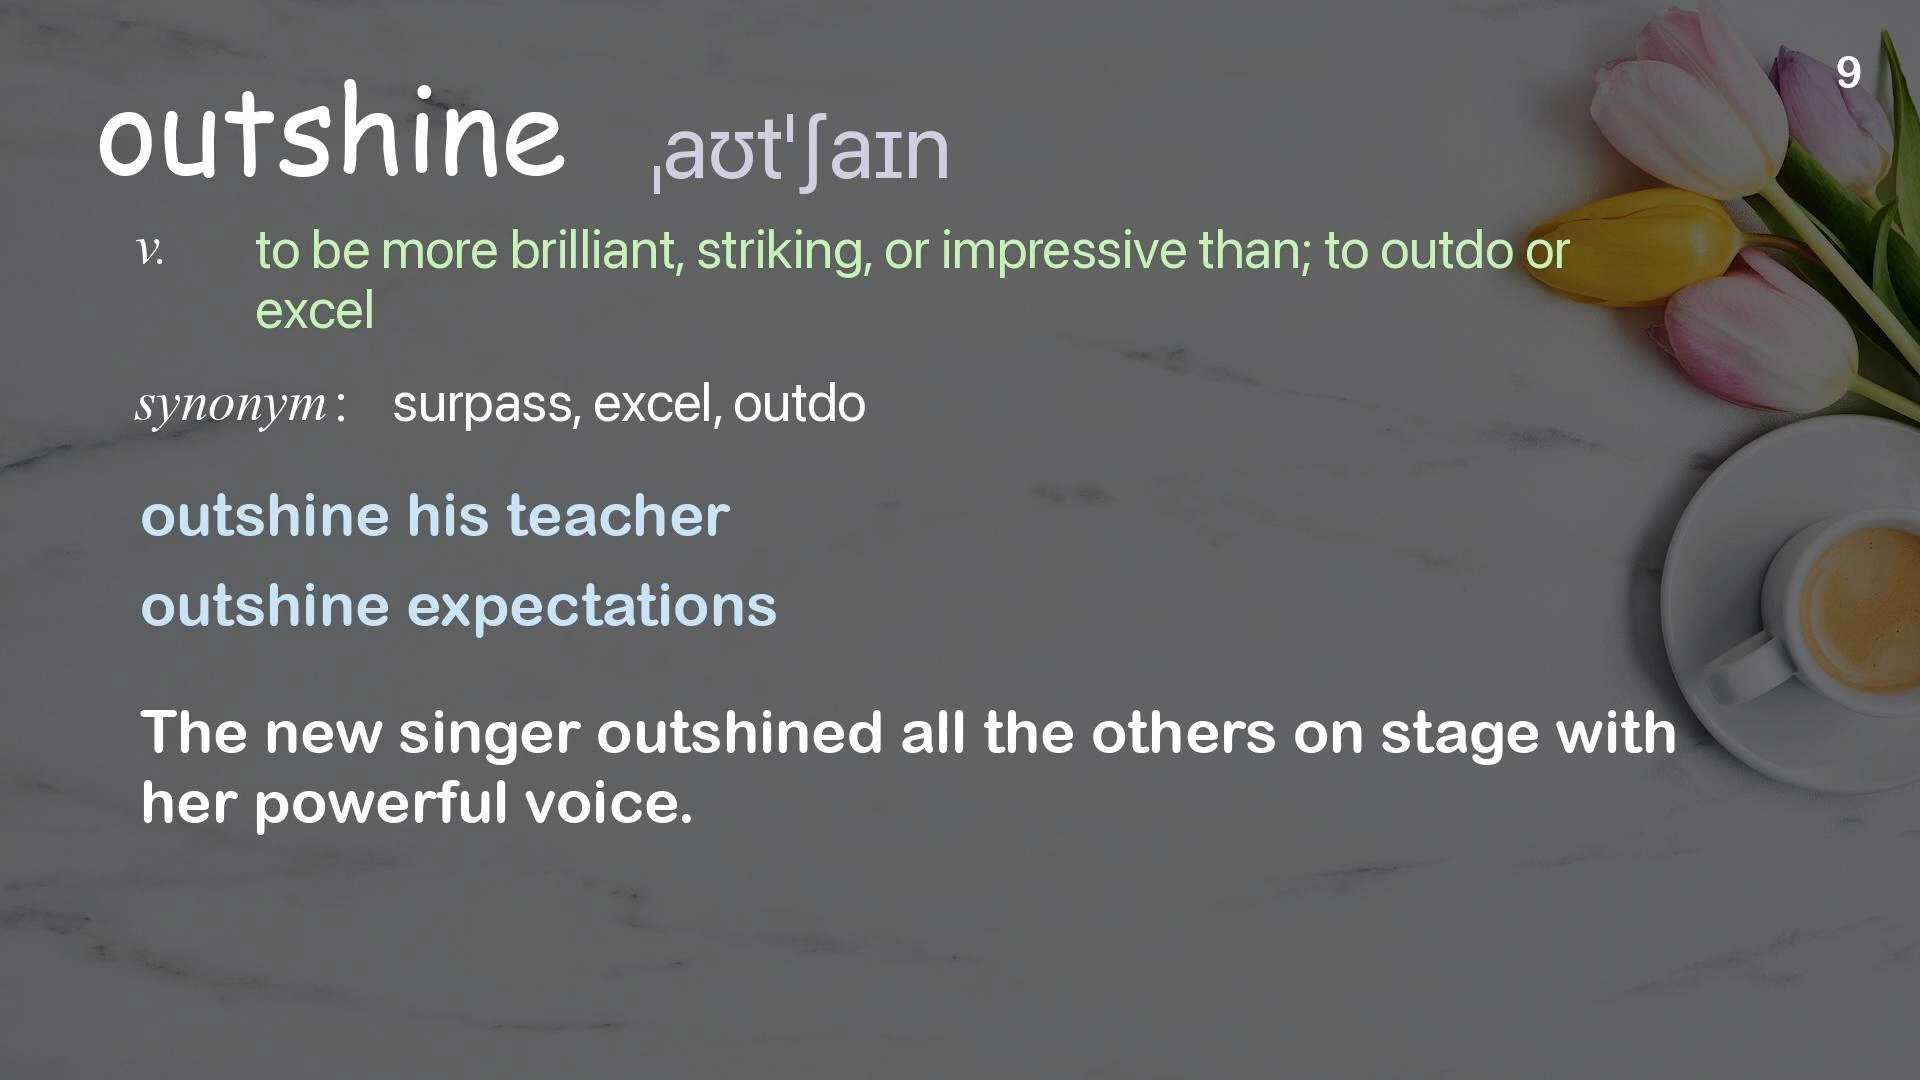 9
outshine ˌaʊtˈʃaɪn
v. to be more brilliant, striking, or impressive than; to outdo or
excel
synonym: surpass, excel, outdo
outshine his teacher
outshine expectations
The new singer outshined all the others on stage with
her powerful voice.